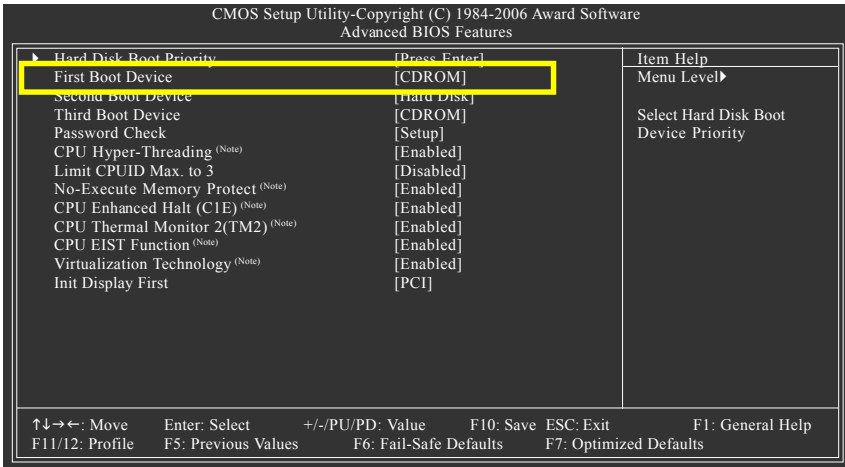 CMOS Setup Utility-Copyright (C) 1984-2006 Award Software
Advanced BIOS Features
Hard Disk Boot Priority [Press Enter] Item Help
First Boot Device [CDROM] Menu Level
Second Boot Device [Hard Disk]
Third Boot Device [CDROM] Select Hard Disk Boot
Password Check [Setup] Device Priority
CPU Hyper-Threading (Note) [Enabled]
Limit CPUID Max. to 3 [Disabled]
No-Execute Memory Protect (Note) [Enabled]
CPU Enhanced Halt (C1E) (Note) [Enabled]
CPU Thermal Monitor 2(TM2) (Note) [Enabled]
CPU EIST Function (Note) [Enabled]
Virtualization Technology (Note) [Enabled]
Init Display First [PCI]
↑↓→←: Move Enter: Select +/-/PU/PD: Value F10: Save ESC: Exit F1: General Help
F11/12: Profile F5: Previous Values F6: Fail-Safe Defaults F7: Optimized Defaults